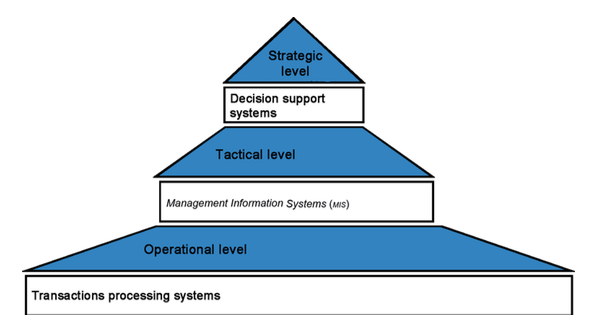 Strategic
level
Decision support
systems
Tactical level
Management Information Systems (MIS)
Operational level
Transactions processing systems